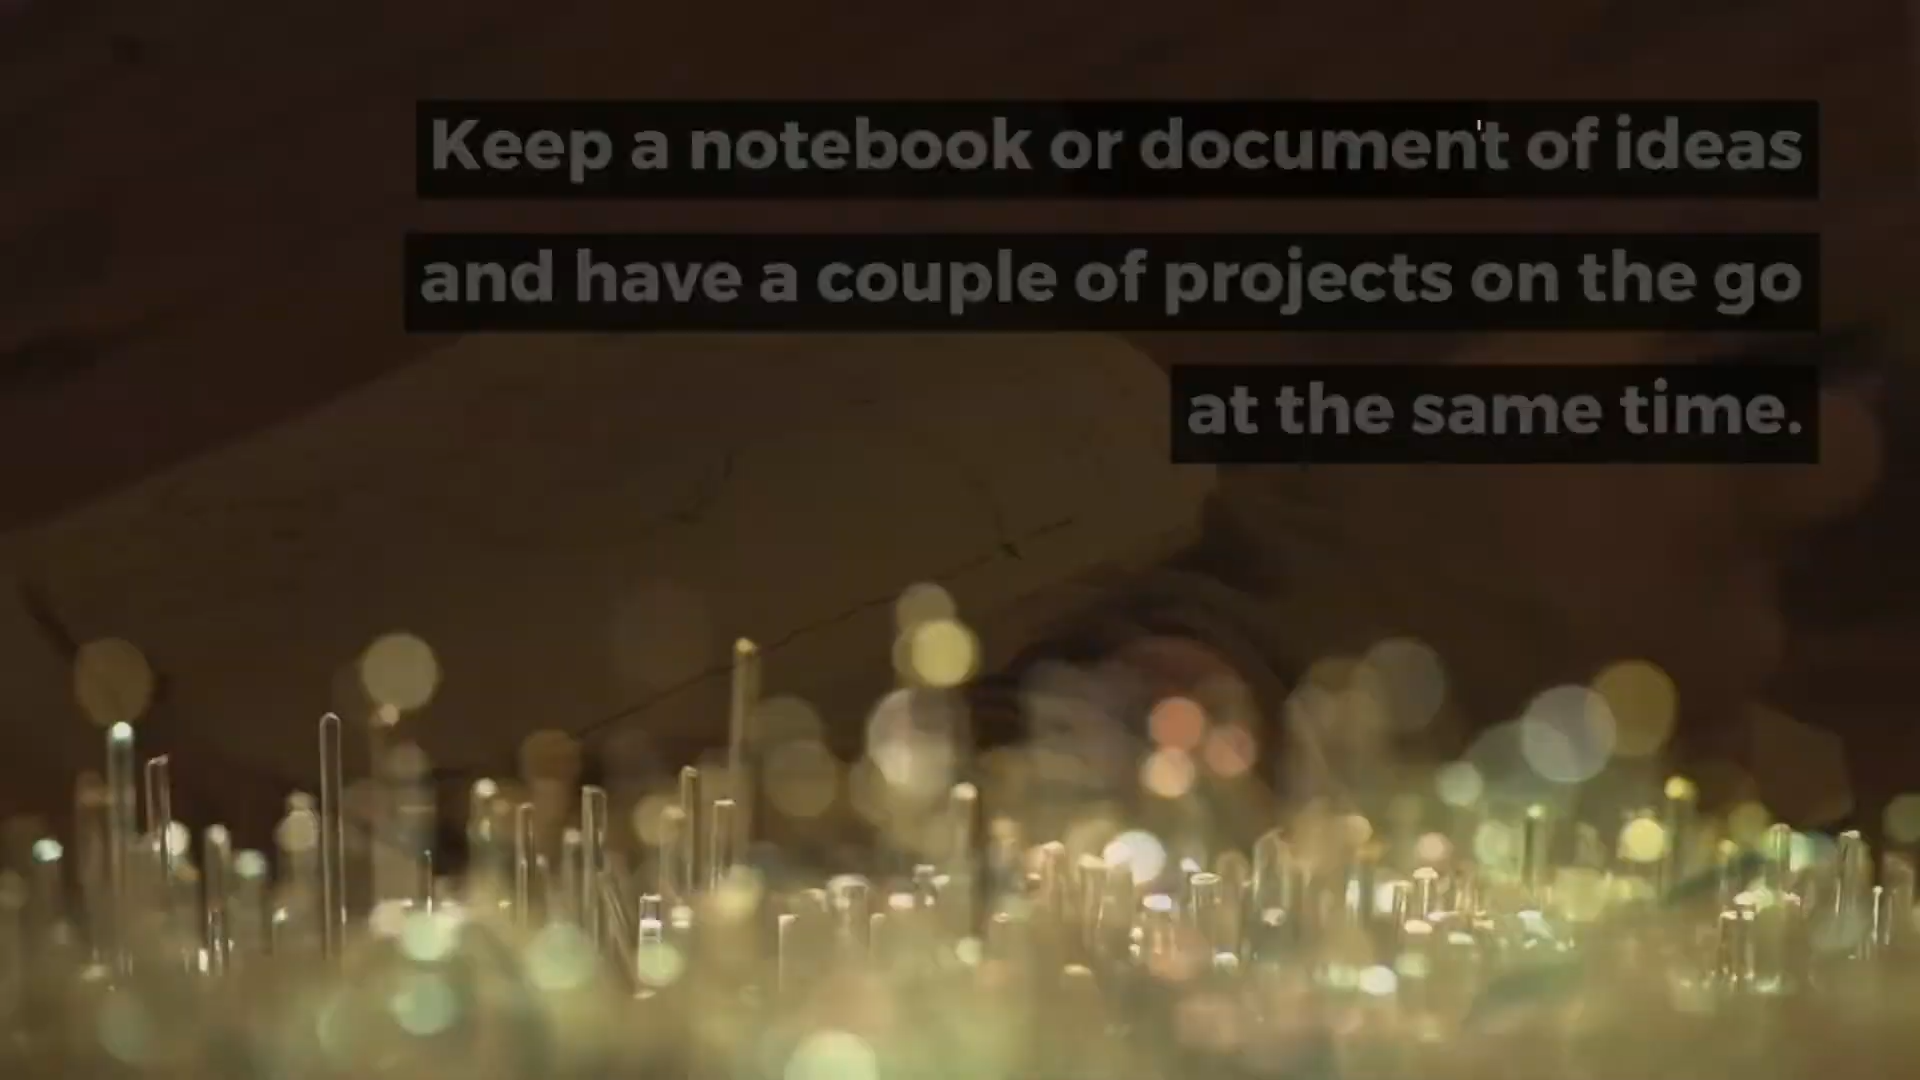 Keep a notebook or document of ideas
and have a couple of projects on the go
at the same time.